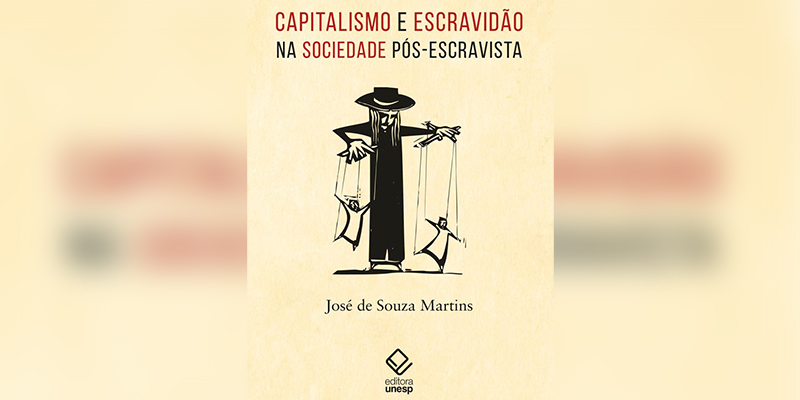 CAPITALISMO E ESCRAVIDÃO
NA SOCIEDADE PÓS-ESCRAVISTA
José de Souza Martins
editora
unesp